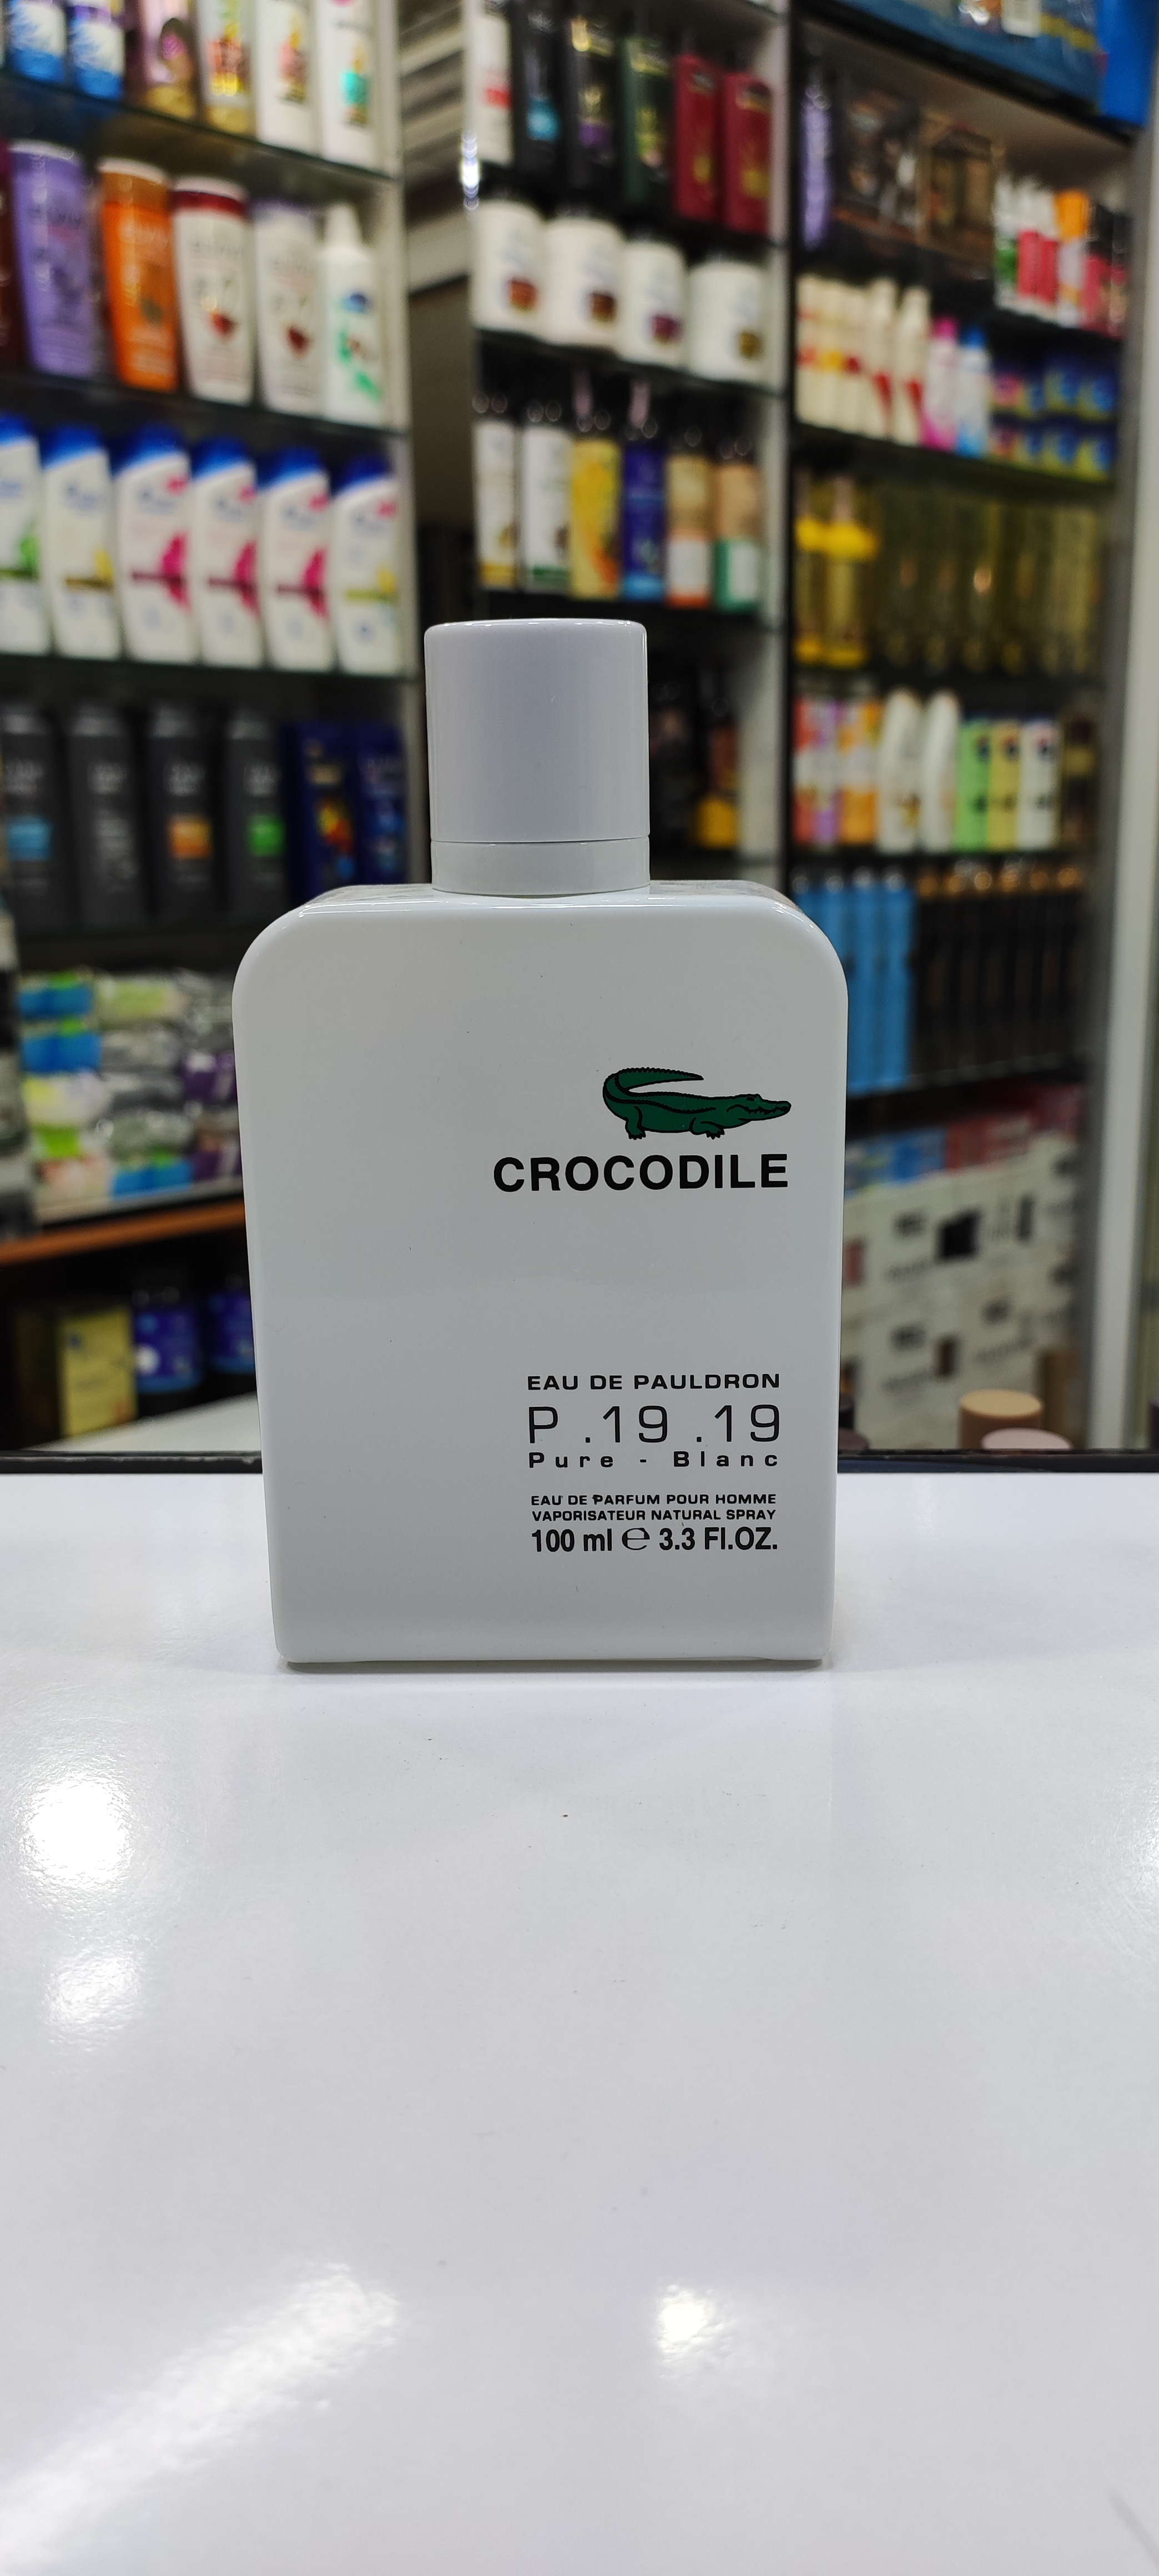 CROCODILE
EAU DE PAULDRON
P .19 .19
Pure - Blanc
EAU DE PARFUM POUR HOMME
VAPORISATEUR NATURAL SPRAY
100 ml ℮ 3.3 Fl.OZ.